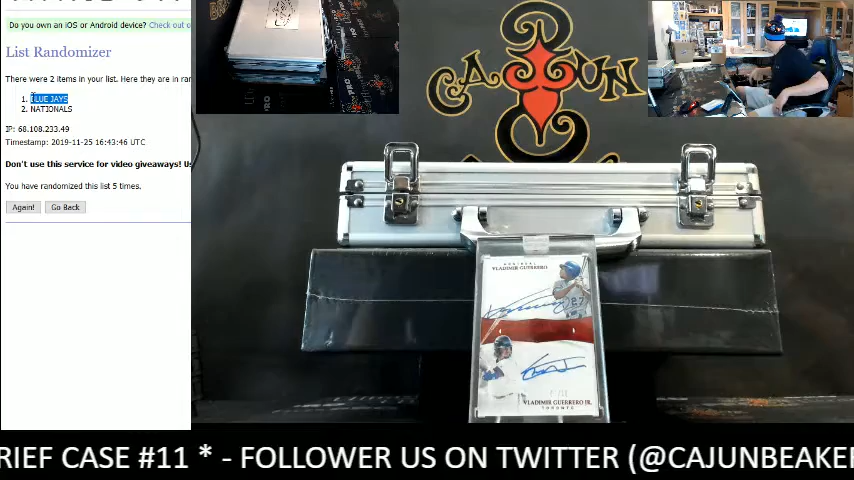 Do you own an iOS or Android device? Check out o
List Randomizer
There were 2 items in your list. Here they are in ran
1. BLUE JAYS
2. NATIONALS
IP: 68.108.233.49
Timestamp: 2019-11-25 16:43:46 UTC
Don't use this service for video giveaways! Us
You have randomized this list 5 times.
Again!
Go Back
CAJUN
MONTREAL
VLADIMIR GUERRERO
VLADIMIR GUERRERO JR.
TORONTO
RIEF CASE #11 * - FOLLOWER US ON TWITTER (@CAJUNBEAKER